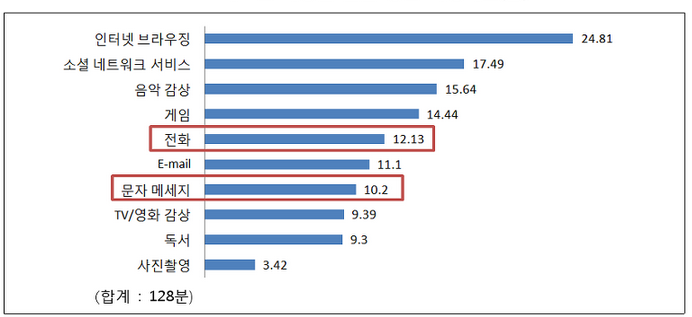 인터넷 브라우징 24.81
소셜 네트워크 서비스 17.49
음악 감상 15.64
게임 14.44
전화 12.13
E-mail 11.1
문자 메세지 10.2
TV/영화 감상 9.39
독서 9.3
사진촬영 3.42
(합계 : 128분)